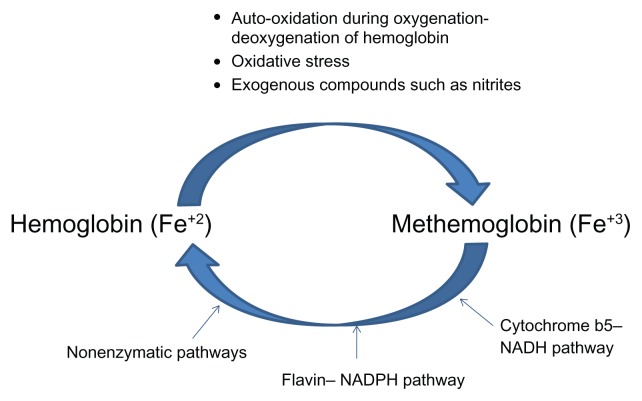 • Auto-oxidation during oxygenation-
deoxygenation of hemoglobin
• Oxidative stress
• Exogenous compounds such as nitrites
Hemoglobin (Fe⁺²)
Methemoglobin (Fe⁺³)
Cytochrome b5–
NADH pathway
Nonenzymatic pathways
Flavin– NADPH pathway